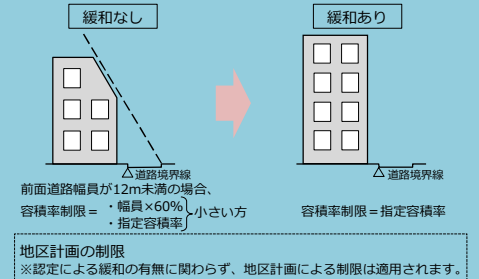 緩和なし
緩和あり
道路境界線
道路境界線
前面道路幅員が12m未満の場合、
容積率制限＝ ・幅員×60% 小さい方
・指定容積率
容積率制限＝指定容積率
地区計画の制限
※認定による緩和の有無に関わらず、地区計画による制限は適用されます。